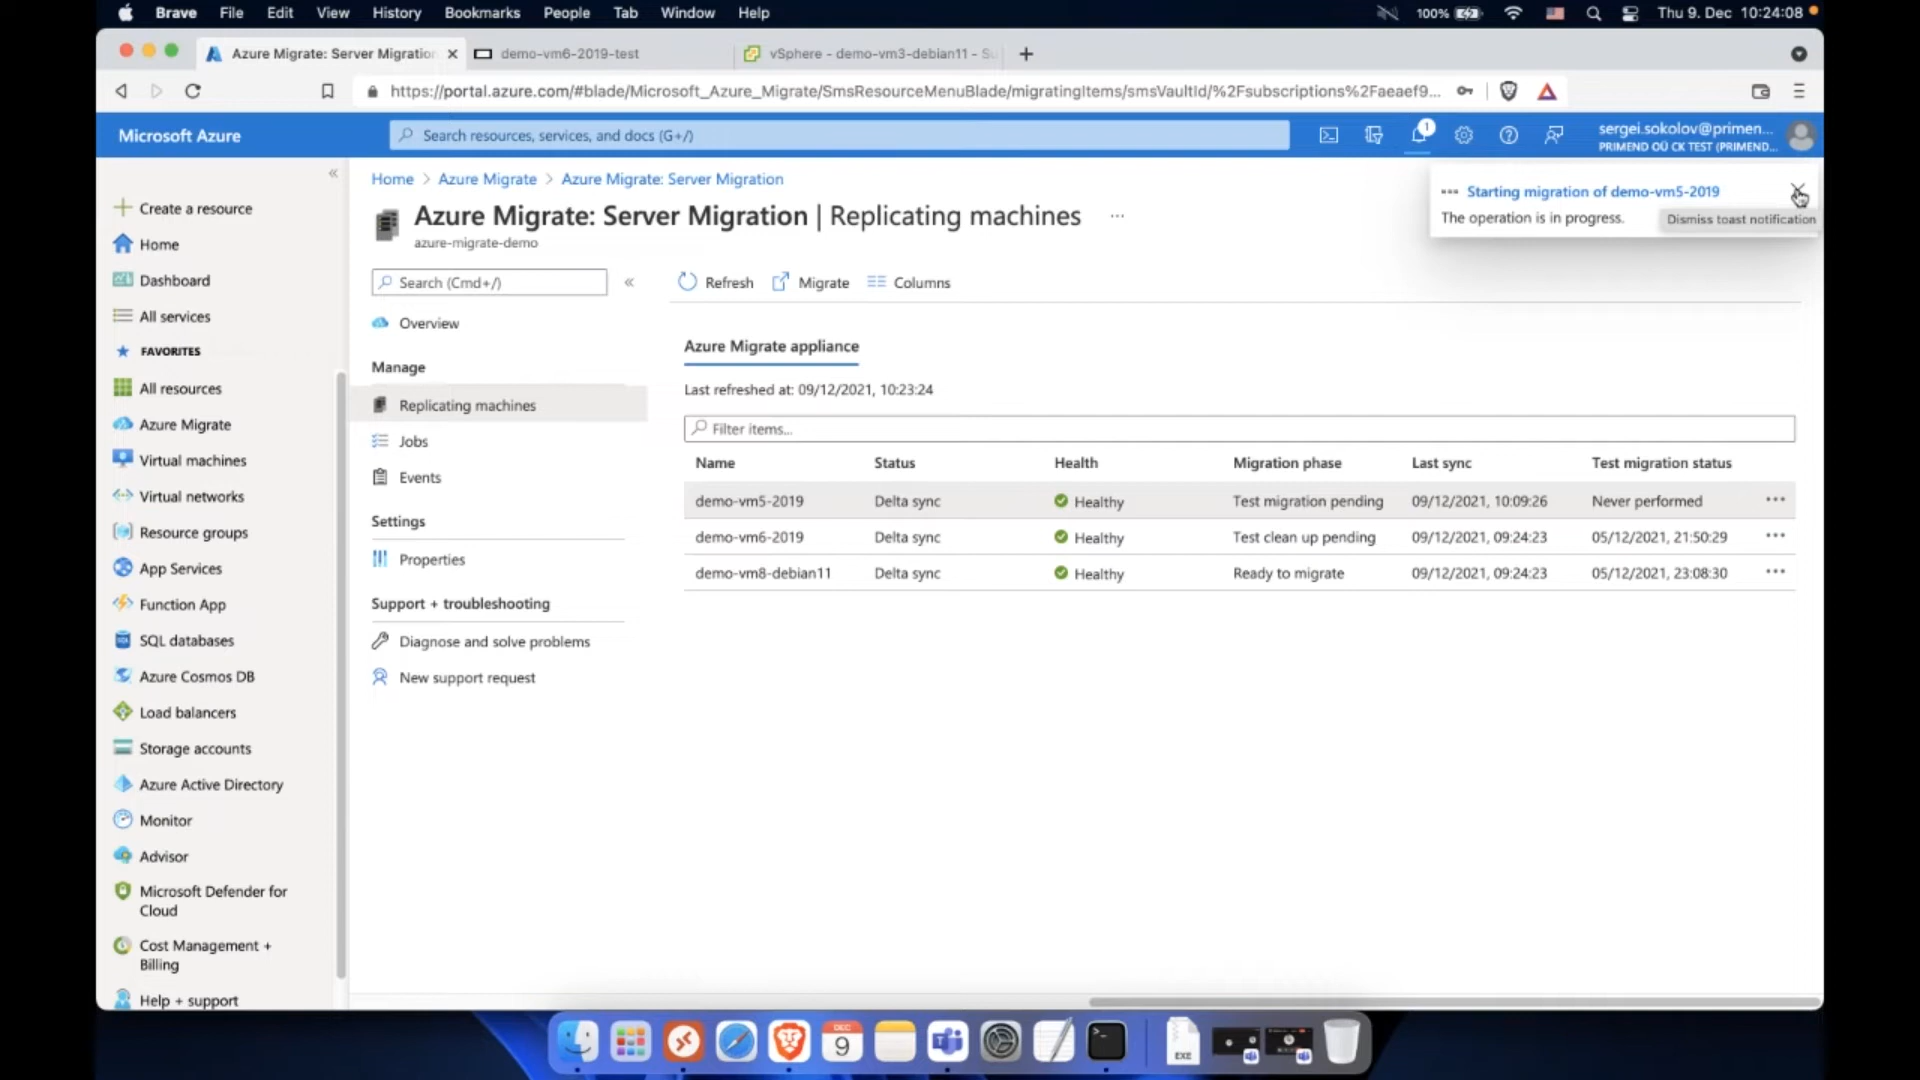 Brave File Edit View History Bookmarks People Tab Window Help 100% Thu 9. Dec 10:24:08
Azure Migrate: Server Migration demo-vm6-2019-test vSphere - demo-vm3-debian11 - Su
https://portal.azure.com/#blade/Microsoft_Azure_Migrate/SmsResourceMenuBlade/migratingItems/smsVaultId/%2Fsubscriptions%2Faeaef9...
Microsoft Azure
Search resources, services, and docs (G+/)
1
sergei.sokolov@primen...
PRIMEND OÜ CK TEST (PRIMEND...
Create a resource
Home
Dashboard
All services
FAVORITES
All resources
Azure Migrate
Virtual machines
Virtual networks
Resource groups
App Services
Function App
SQL databases
Azure Cosmos DB
Load balancers
Storage accounts
Azure Active Directory
Monitor
Advisor
Microsoft Defender for
Cloud
Cost Management +
Billing
Help + support
Home > Azure Migrate > Azure Migrate: Server Migration
Azure Migrate: Server Migration | Replicating machines ...
azure-migrate-demo
Starting migration of demo-vm5-2019
The operation is in progress.
Dismiss toast notification
Search (Cmd+/)
Overview
Manage
Replicating machines
Jobs
Events
Settings
Properties
Support + troubleshooting
Diagnose and solve problems
New support request
Refresh Migrate Columns
Azure Migrate appliance
Last refreshed at: 09/12/2021, 10:23:24
Filter items...
Name Status Health Migration phase Last sync Test migration status
demo-vm5-2019 Delta sync Healthy Test migration pending 09/12/2021, 10:09:26 Never performed ...
demo-vm6-2019 Delta sync Healthy Test clean up pending 09/12/2021, 09:24:23 05/12/2021, 21:50:29 ...
demo-vm8-debian11 Delta sync Healthy Ready to migrate 09/12/2021, 09:24:23 05/12/2021, 23:08:30 ...
DEC
9
EXE